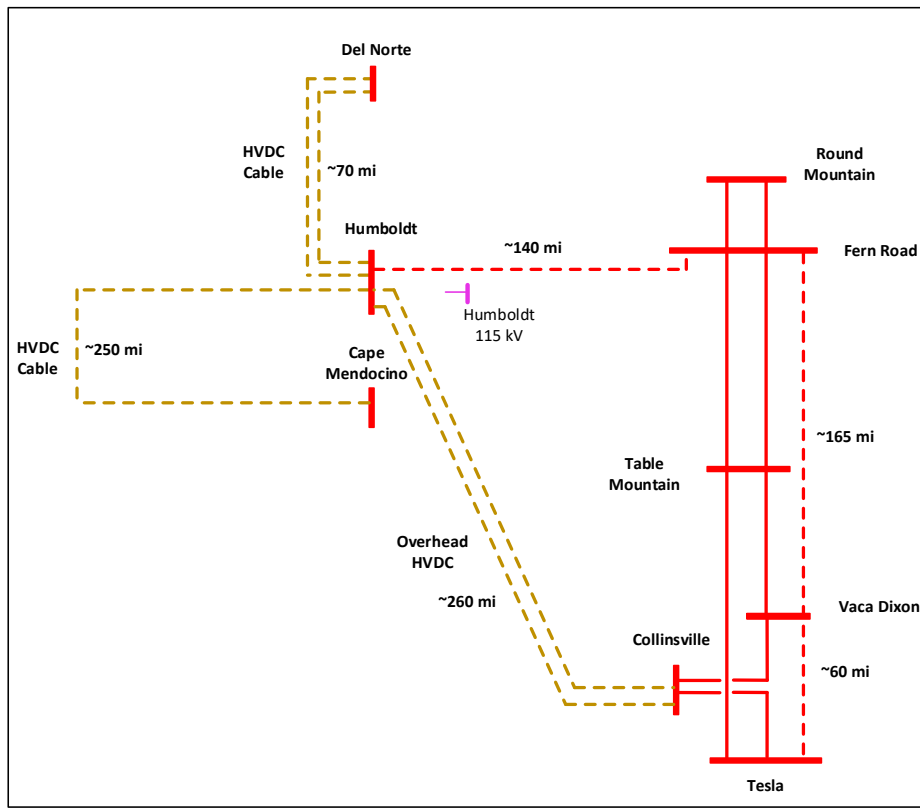 Del Norte
HVDC
Cable
~70 mi
Round
Mountain
Humboldt
~140 mi
Fern Road
Humboldt
115 kV
HVDC
Cable
~250 mi
Cape
Mendocino
~165 mi
Table
Mountain
Overhead
HVDC
~260 mi
Vaca Dixon
Collinsville
~60 mi
Tesla